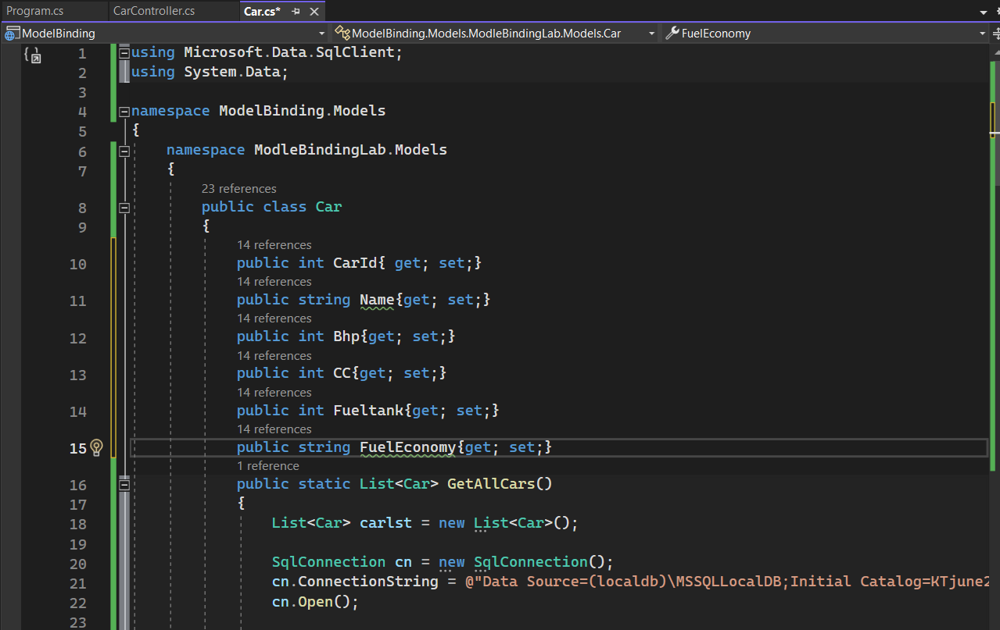 Program.cs CarController.cs Car.cs*
ModelBinding ModelBinding.Models.ModleBindingLab.Models.Car FuelEconomy
1 using Microsoft.Data.SqlClient;
2 using System.Data;
3
4 namespace ModelBinding.Models
5 {
6 namespace ModleBindingLab.Models
7 {
23 references
8 public class Car
9 {
14 references
10 public int CarId{ get; set;}
14 references
11 public string Name{get; set;}
14 references
12 public int Bhp{get; set;}
14 references
13 public int CC{get; set;}
14 references
14 public int Fueltank{get; set;}
14 references
15 public string FuelEconomy{get; set;}
1 reference
16 public static List<Car> GetAllCars()
17 {
18 List<Car> carlst = new List<Car>();
19
20 SqlConnection cn = new SqlConnection();
21 cn.ConnectionString = @"Data Source=(localdb)\MSSQLLocalDB;Initial Catalog=KTjune2
22 cn.Open();
23